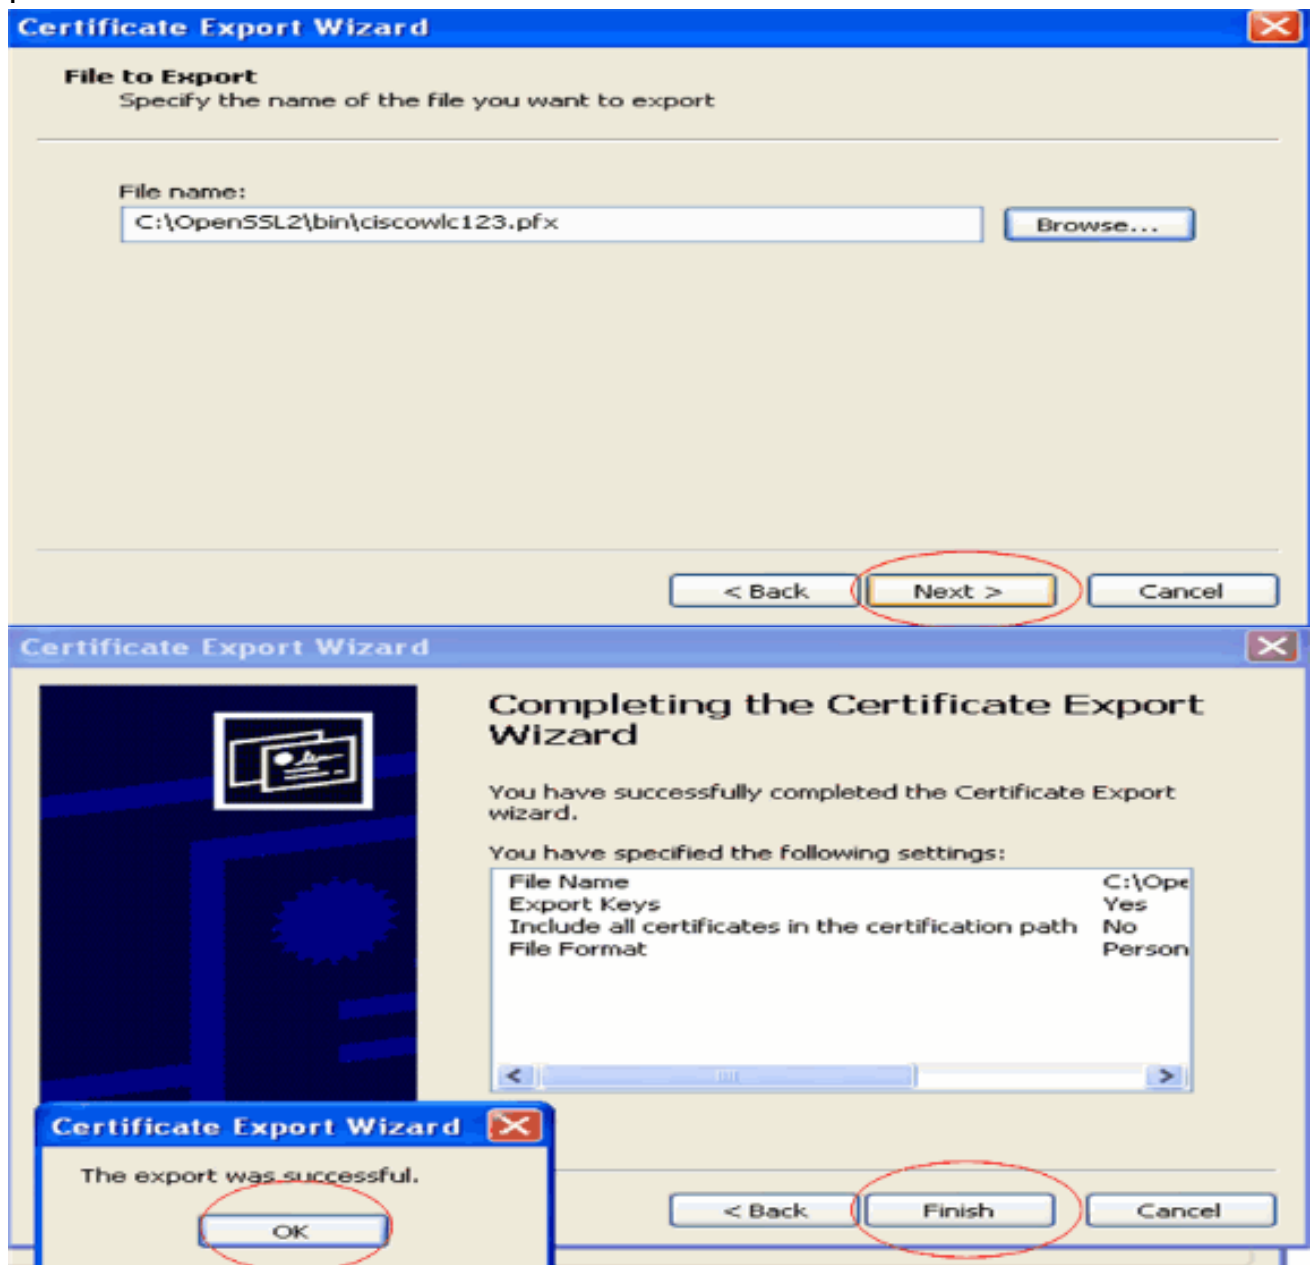 Certificate Export Wizard
File to Export
Specify the name of the file you want to export
File name:
C:\OpenSSL2\bin\ciscowlc123.pfx
Browse...
< Back
Next >
Cancel
Certificate Export Wizard
Completing the Certificate Export
Wizard
You have successfully completed the Certificate Export
wizard.
You have specified the following settings:
File Name C:\Ope
Export Keys Yes
Include all certificates in the certification path No
File Format Person
Certificate Export Wizard
The export was successful.
OK
< Back
Finish
Cancel